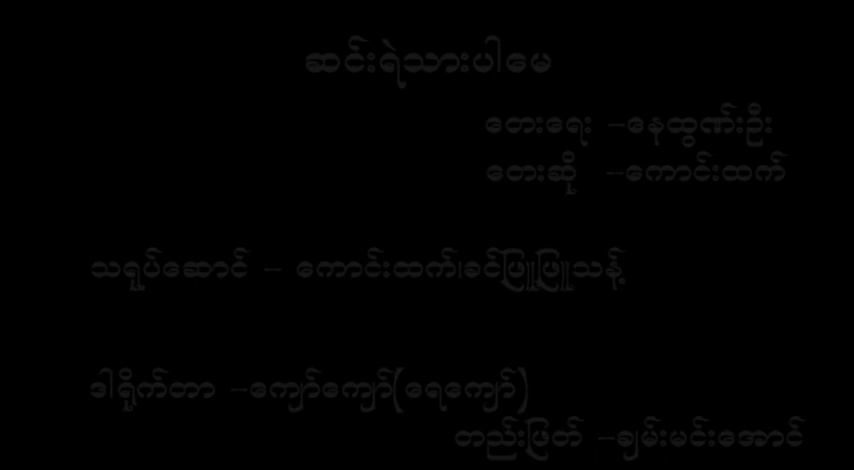 ဆင်းရဲသားပါမေ
တေးရေး -နေထွဏ်းဦး
တေးဆို -ကောင်းထက်
သရုပ်ဆောင် - ကောင်းထက်၊ခင်ဖြူဖြူသန့်
ဒါရိုက်တာ -ကျော်ကျော်(ရေကျော်)
တည်းဖြတ် -ချမ်းမင်းအောင်